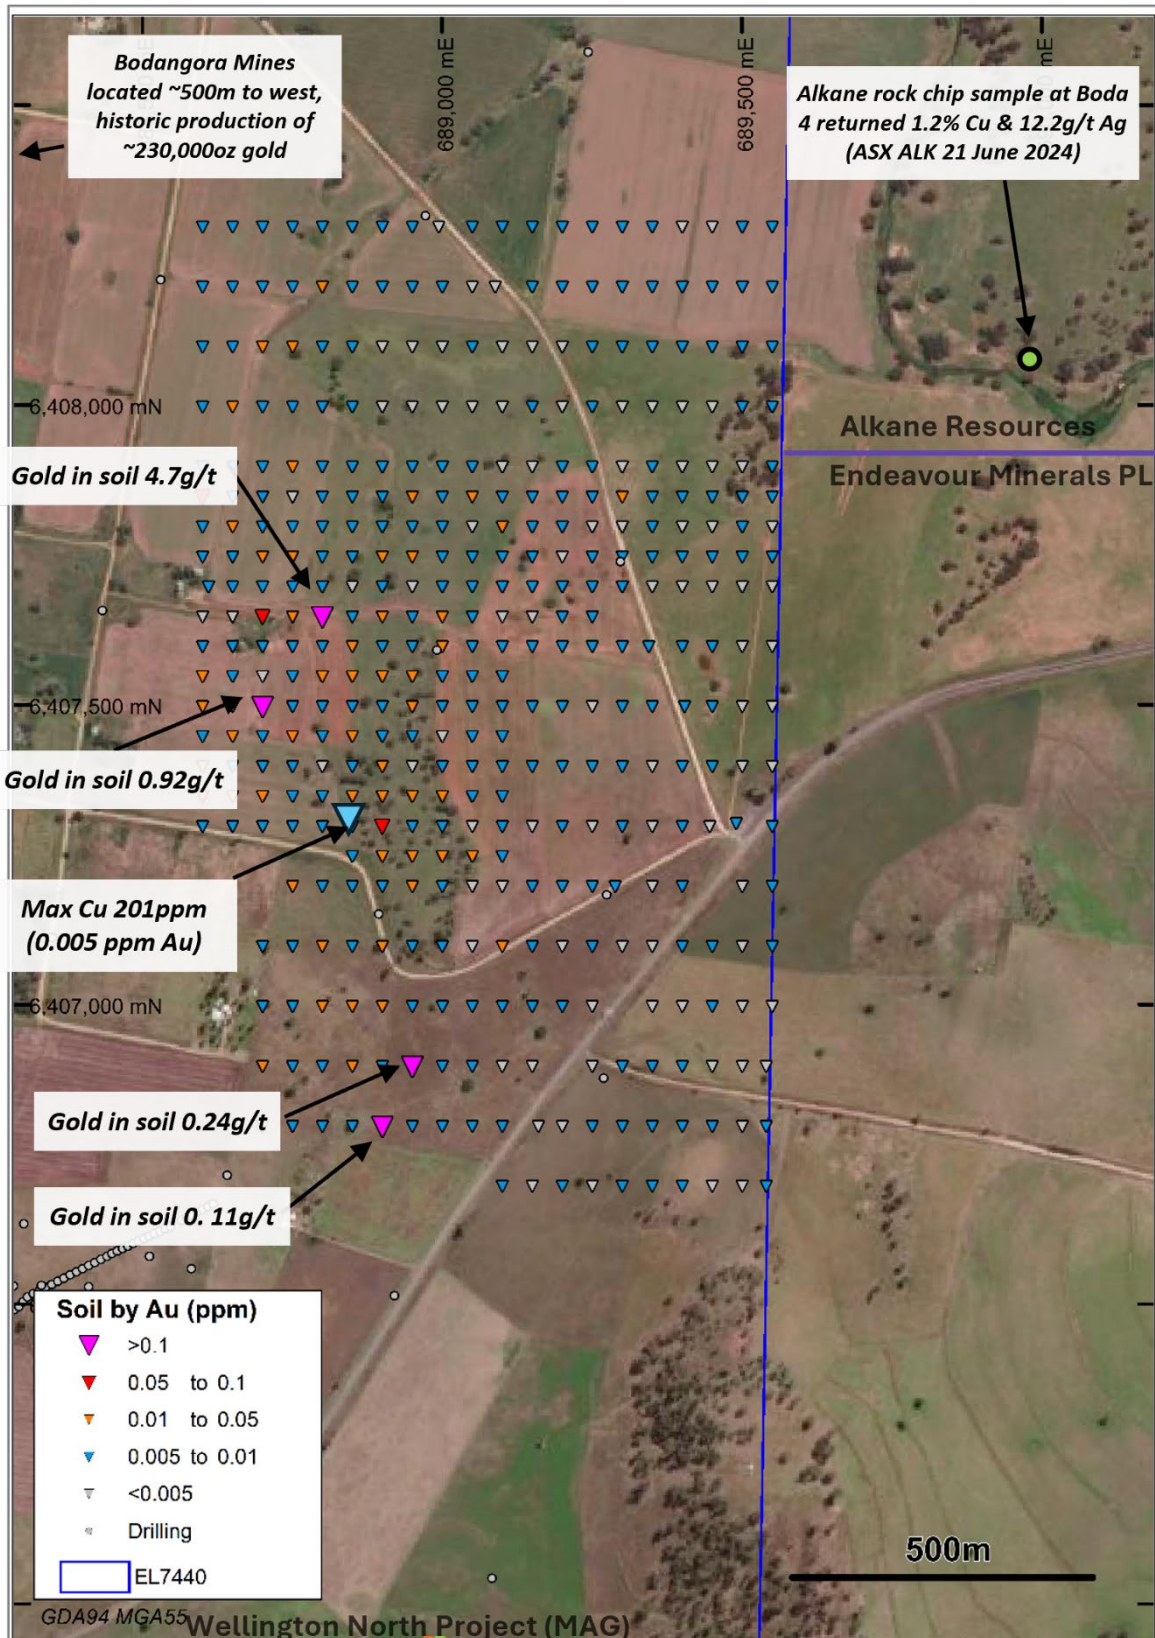 Bodangora Mines
located ~500m to west,
historic production of
~230,000oz gold
689,000 mE
689,500 mE
mE
Alkane rock chip sample at Boda
4 returned 1.2% Cu & 12.2g/t Ag
(ASX ALK 21 June 2024)
6,408,000 mN
Alkane Resources
Endeavour Minerals PL
Gold in soil 4.7g/t
6,407,500 mN
Gold in soil 0.92g/t
Max Cu 201ppm
(0.005 ppm Au)
6,407,000 mN
Gold in soil 0.24g/t
Gold in soil 0. 11g/t
Soil by Au (ppm)
>0.1
0.05 to 0.1
0.01 to 0.05
0.005 to 0.01
<0.005
Drilling
EL7440
500m
GDA94 MGA55
Wellington North Project (MAG)